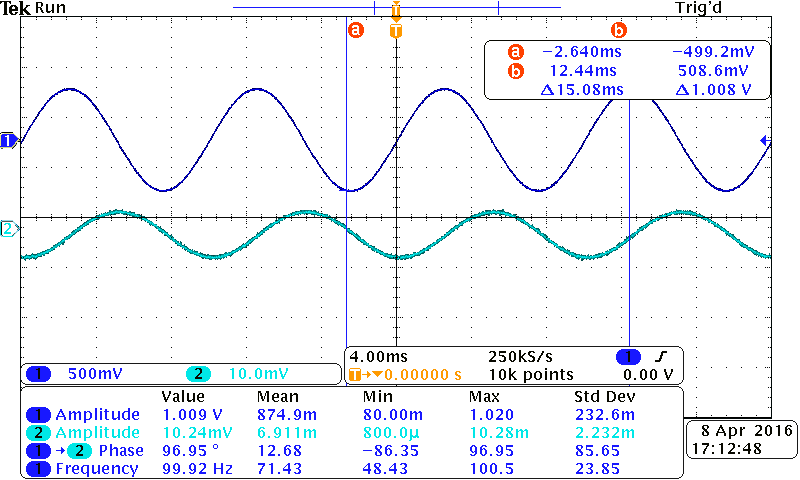 Tek Run Trig'd
T
a T b
a −2.640ms −499.2mV
b 12.44ms 508.6mV
Δ15.08ms Δ1.008 V
1
2
4.00ms 250kS/s 1
1 500mV 2 10.0mV T→▼0.00000 s 10k points 0.00 V
Value Mean Min Max Std Dev
1 Amplitude 1.009 V 874.9m 80.00m 1.020 232.6m
2 Amplitude 10.24mV 6.911m 800.0µ 10.28m 2.232m
1 → 2 Phase 96.95 ° 12.68 −86.35 96.95 85.65
1 Frequency 99.92 Hz 71.43 48.43 100.5 23.85
8 Apr 2016
17:12:48